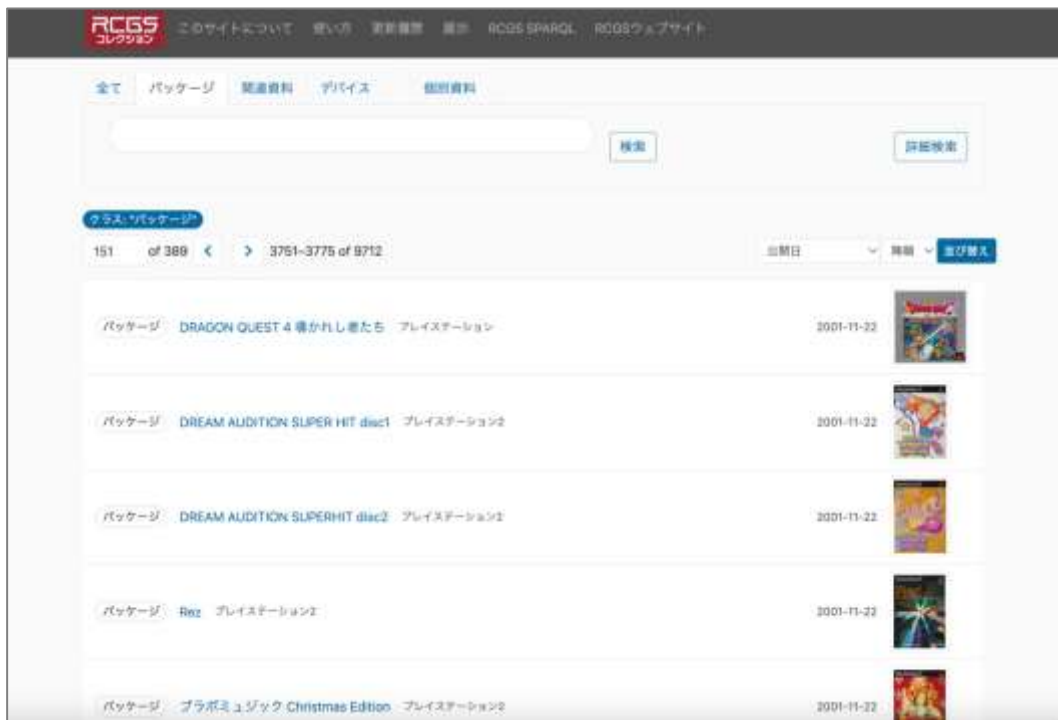 RCGS コレクション このサイトについて 使い方 更新履歴 展示 RCGS SPARQL RCGSウェブサイト
全て パッケージ 関連資料 デバイス 個別資料
検索 詳細検索
クラス: "パッケージ"
151 of 389 < > 3751–3775 of 9712 公開日 降順 並び替え
パッケージ DRAGON QUEST 4 導かれし者たち プレイステーション 2001-11-22
パッケージ DREAM AUDITION SUPER HIT disc1 プレイステーション2 2001-11-22
パッケージ DREAM AUDITION SUPERHIT disc2 プレイステーション2 2001-11-22
パッケージ Rez プレイステーション2 2001-11-22
パッケージ ブラボミュジック Christmas Edition プレイステーション2 2001-11-22